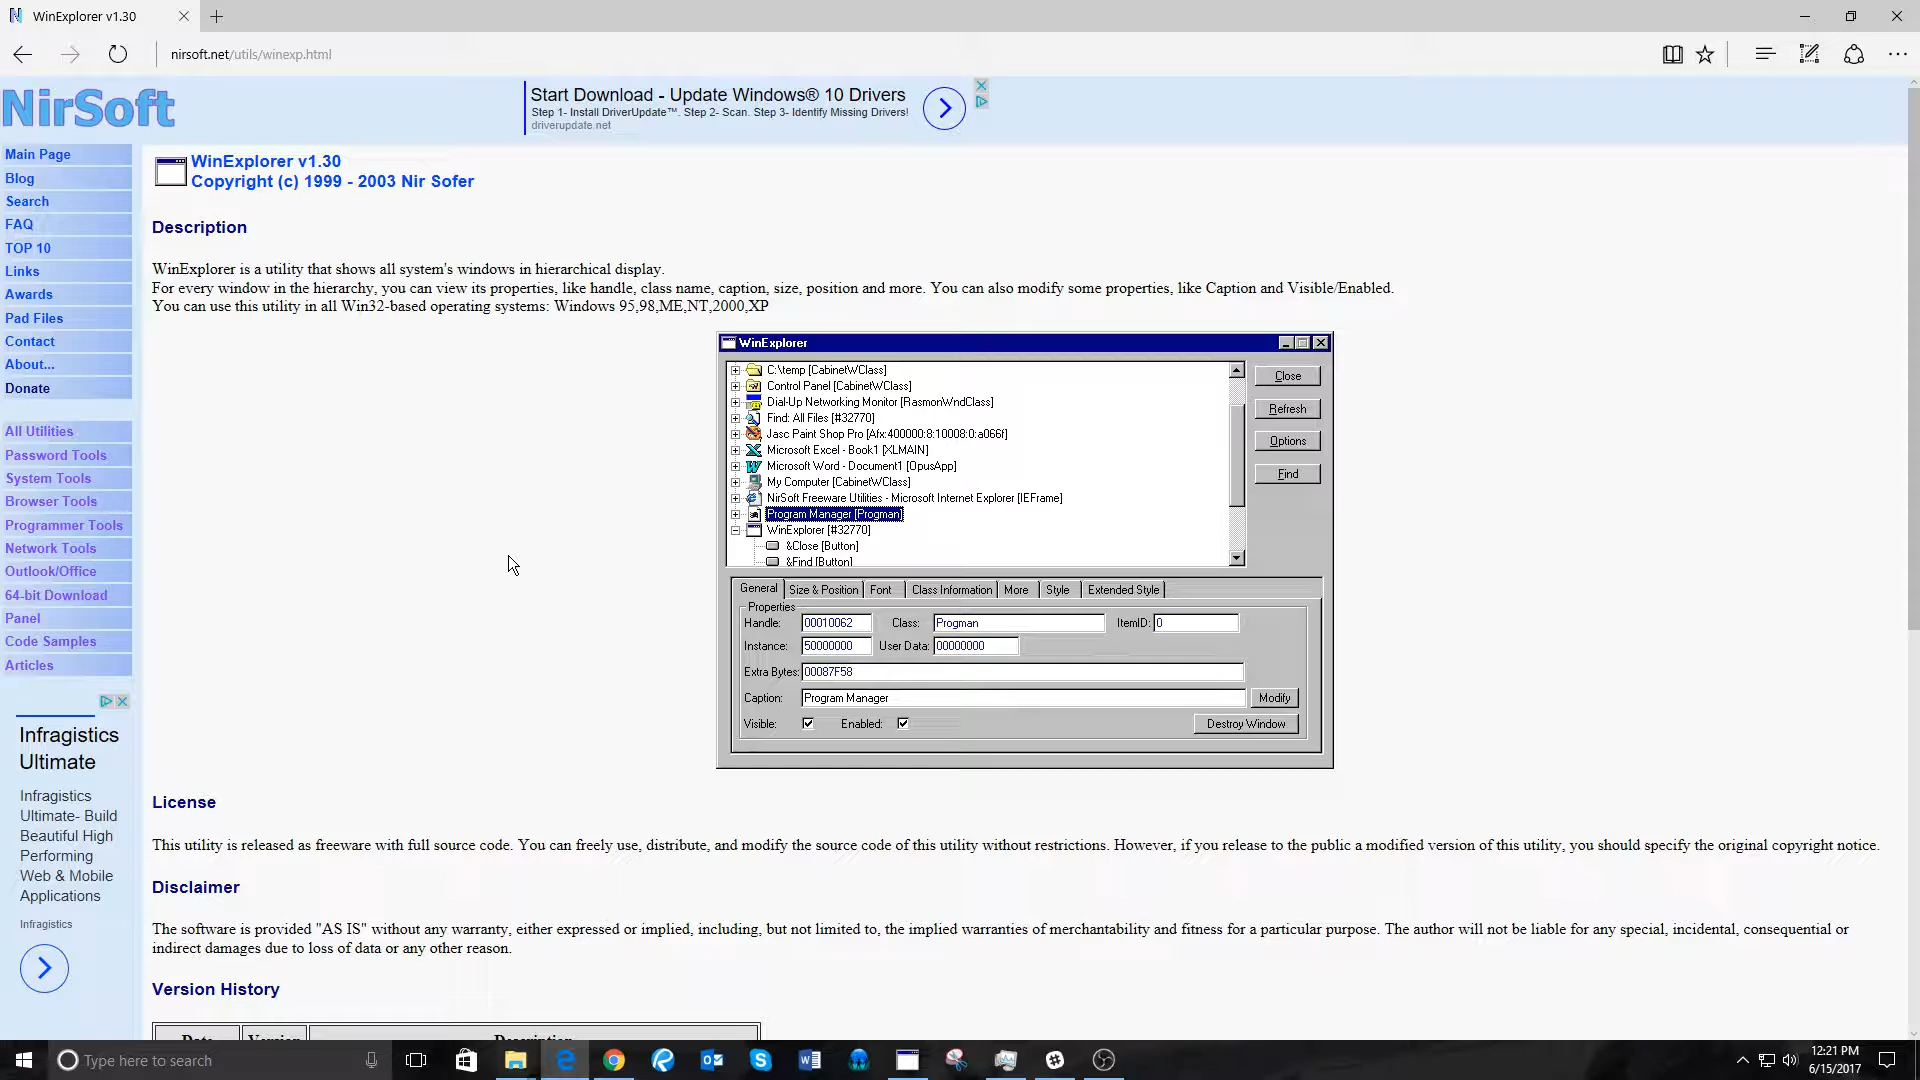 WinExplorer v1.30
nirsoft.net/utils/winexp.html
NirSoft
Start Download - Update Windows® 10 Drivers
Step 1- Install DriverUpdate™. Step 2- Scan. Step 3- Identify Missing Drivers!
driverupdate.net
Main Page
Blog
Search
FAQ
TOP 10
Links
Awards
Pad Files
Contact
About...
Donate
All Utilities
Password Tools
System Tools
Browser Tools
Programmer Tools
Network Tools
Outlook/Office
64-bit Download
Panel
Code Samples
Articles
Infragistics
Ultimate
Infragistics
Ultimate- Build
Beautiful High
Performing
Web & Mobile
Applications
Infragistics
WinExplorer v1.30
Copyright (c) 1999 - 2003 Nir Sofer
Description
WinExplorer is a utility that shows all system's windows in hierarchical display.
For every window in the hierarchy, you can view its properties, like handle, class name, caption, size, position and more. You can also modify some properties, like Caption and Visible/Enabled.
You can use this utility in all Win32-based operating systems: Windows 95,98,ME,NT,2000,XP
WinExplorer
C:\temp [CabinetWClass]
Control Panel [CabinetWClass]
Dial-Up Networking Monitor [RasmonWndClass]
Find: All Files [#32770]
Jasc Paint Shop Pro [Afx:400000:8:10008:0:a066f]
Microsoft Excel - Book1 [XLMAIN]
Microsoft Word - Document1 [OpusApp]
My Computer [CabinetWClass]
NirSoft Freeware Utilities - Microsoft Internet Explorer [IEFrame]
Program Manager [Progman]
WinExplorer [#32770]
&Close [Button]
&Find [Button]
Close
Refresh
Options
Find
General Size & Position Font Class Information More Style Extended Style
Properties
Handle: 00010062 Class: Progman ItemID: 0
Instance: 50000000 User Data: 00000000
Extra Bytes: 00087F58
Caption: Program Manager Modify
Visible: Enabled: Destroy Window
License
This utility is released as freeware with full source code. You can freely use, distribute, and modify the source code of this utility without restrictions. However, if you release to the public a modified version of this utility, you should specify the original copyright notice.
Disclaimer
The software is provided "AS IS" without any warranty, either expressed or implied, including, but not limited to, the implied warranties of merchantability and fitness for a particular purpose. The author will not be liable for any special, incidental, consequential or
indirect damages due to loss of data or any other reason.
Version History
Date Version Description
Type here to search
12:21 PM
6/15/2017